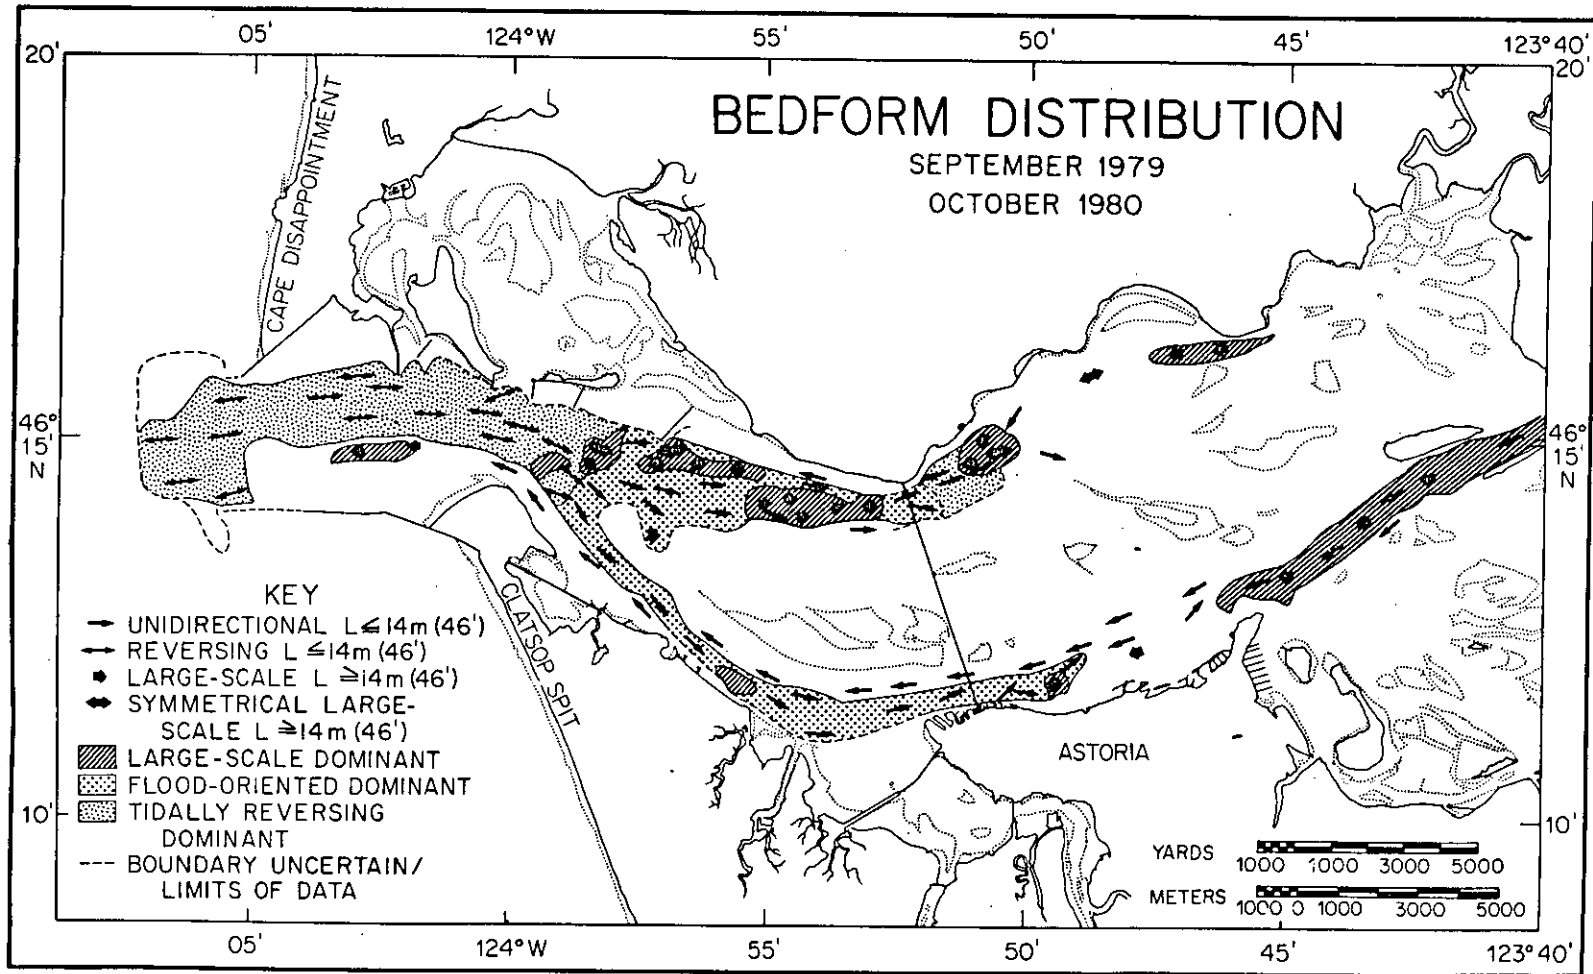 05' 124°W 55' 50' 45' 123°40'
20' 20'
BEDFORM DISTRIBUTION
SEPTEMBER 1979
OCTOBER 1980
CAPE DISAPPOINTMENT
46°
15'
N
46°
15'
N
CLATSOP SPIT
ASTORIA
KEY
UNIDIRECTIONAL L ≦ 14m (46')
REVERSING L ≦ 14m (46')
LARGE-SCALE L ≧ 14m (46')
SYMMETRICAL LARGE-
SCALE L ≧ 14m (46')
LARGE-SCALE DOMINANT
FLOOD-ORIENTED DOMINANT
TIDALLY REVERSING
DOMINANT
BOUNDARY UNCERTAIN/
LIMITS OF DATA
10' 10'
YARDS
1000 1000 3000 5000
METERS
1000 0 1000 3000 5000
05' 124°W 55' 50' 45' 123°40'